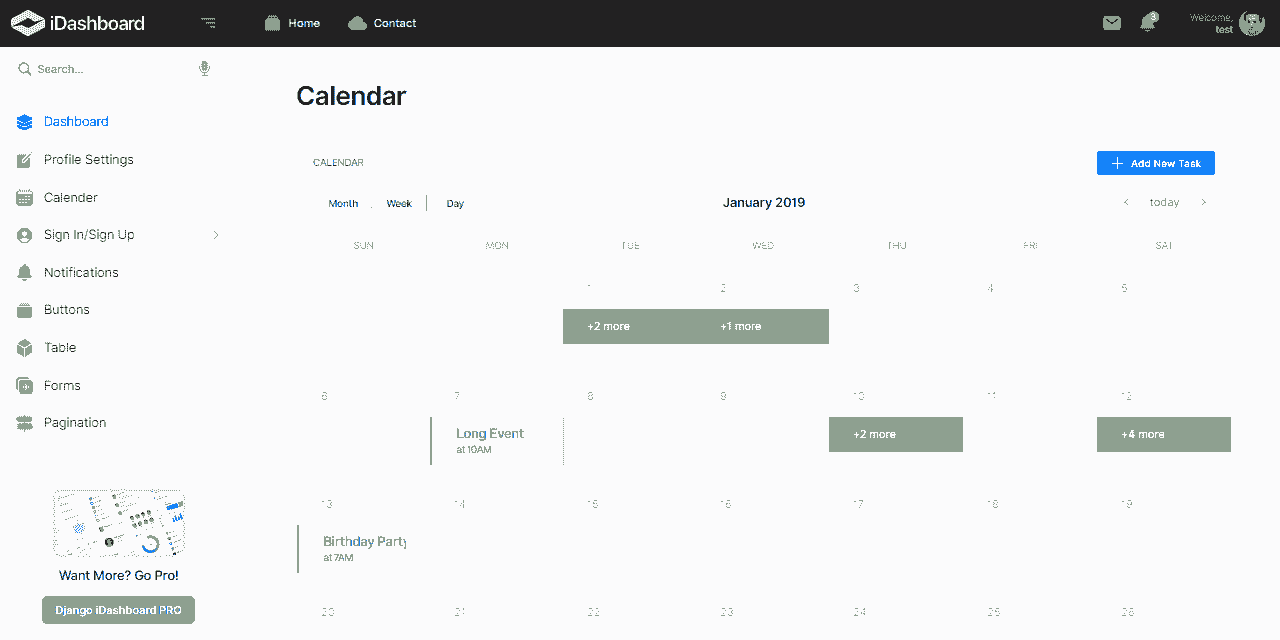 iDashboard
Home
Contact
3
Welcome,
test
Search...
Dashboard
Profile Settings
Calender
Sign In/Sign Up
Notifications
Buttons
Table
Forms
Pagination
Want More? Go Pro!
Django iDashboard PRO
Calendar
CALENDAR
Add New Task
Month Week Day
January 2019
today
SUN MON TUE WED THU FRI SAT
1 2 3 4 5
+2 more +1 more
6 7 8 9 10 11 12
Long Event
at 10AM
+2 more
+4 more
13 14 15 16 17 18 19
Birthday Party
at 7AM
20 21 22 23 24 25 26